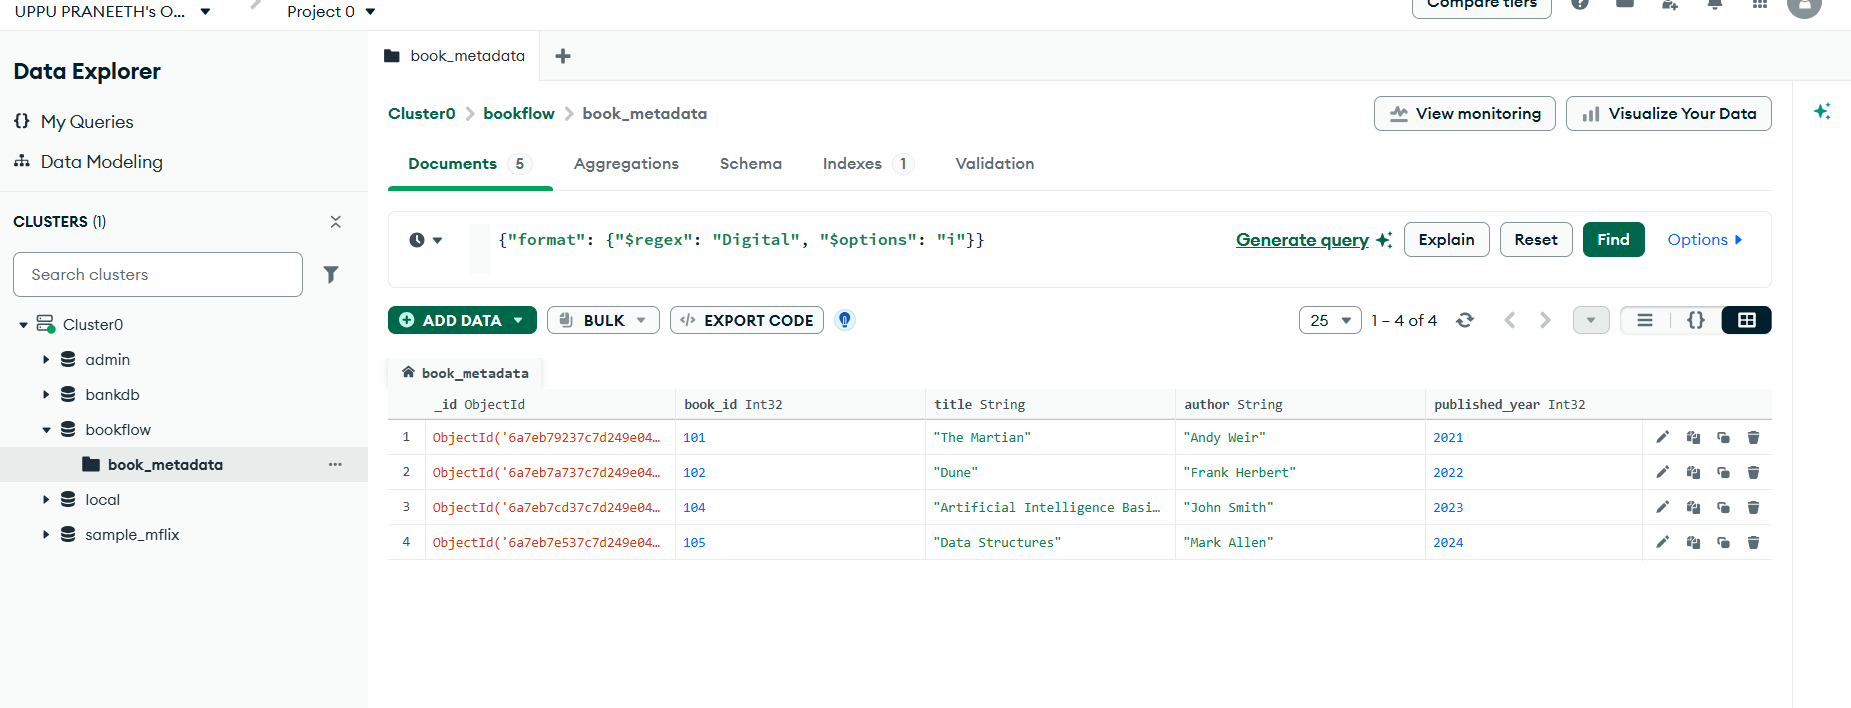 UPPU PRANEETH's O...
Project 0
Compare tiers
Data Explorer
My Queries
Data Modeling
CLUSTERS (1)
Search clusters
Cluster0
admin
bankdb
bookflow
book_metadata
local
sample_mflix
book_metadata
Cluster0 > bookflow > book_metadata
View monitoring
Visualize Your Data
Documents 5
Aggregations
Schema
Indexes 1
Validation
{"format": {"$regex": "Digital", "$options": "i"}}
Generate query
Explain
Reset
Find
Options
ADD DATA
BULK
EXPORT CODE
25
1 – 4 of 4
book_metadata
_id ObjectId book_id Int32 title String author String published_year Int32
1 ObjectId('6a7eb79237c7d249e04… 101 "The Martian" "Andy Weir" 2021
2 ObjectId('6a7eb7a737c7d249e04… 102 "Dune" "Frank Herbert" 2022
3 ObjectId('6a7eb7cd37c7d249e04… 104 "Artificial Intelligence Basi… "John Smith" 2023
4 ObjectId('6a7eb7e537c7d249e04… 105 "Data Structures" "Mark Allen" 2024